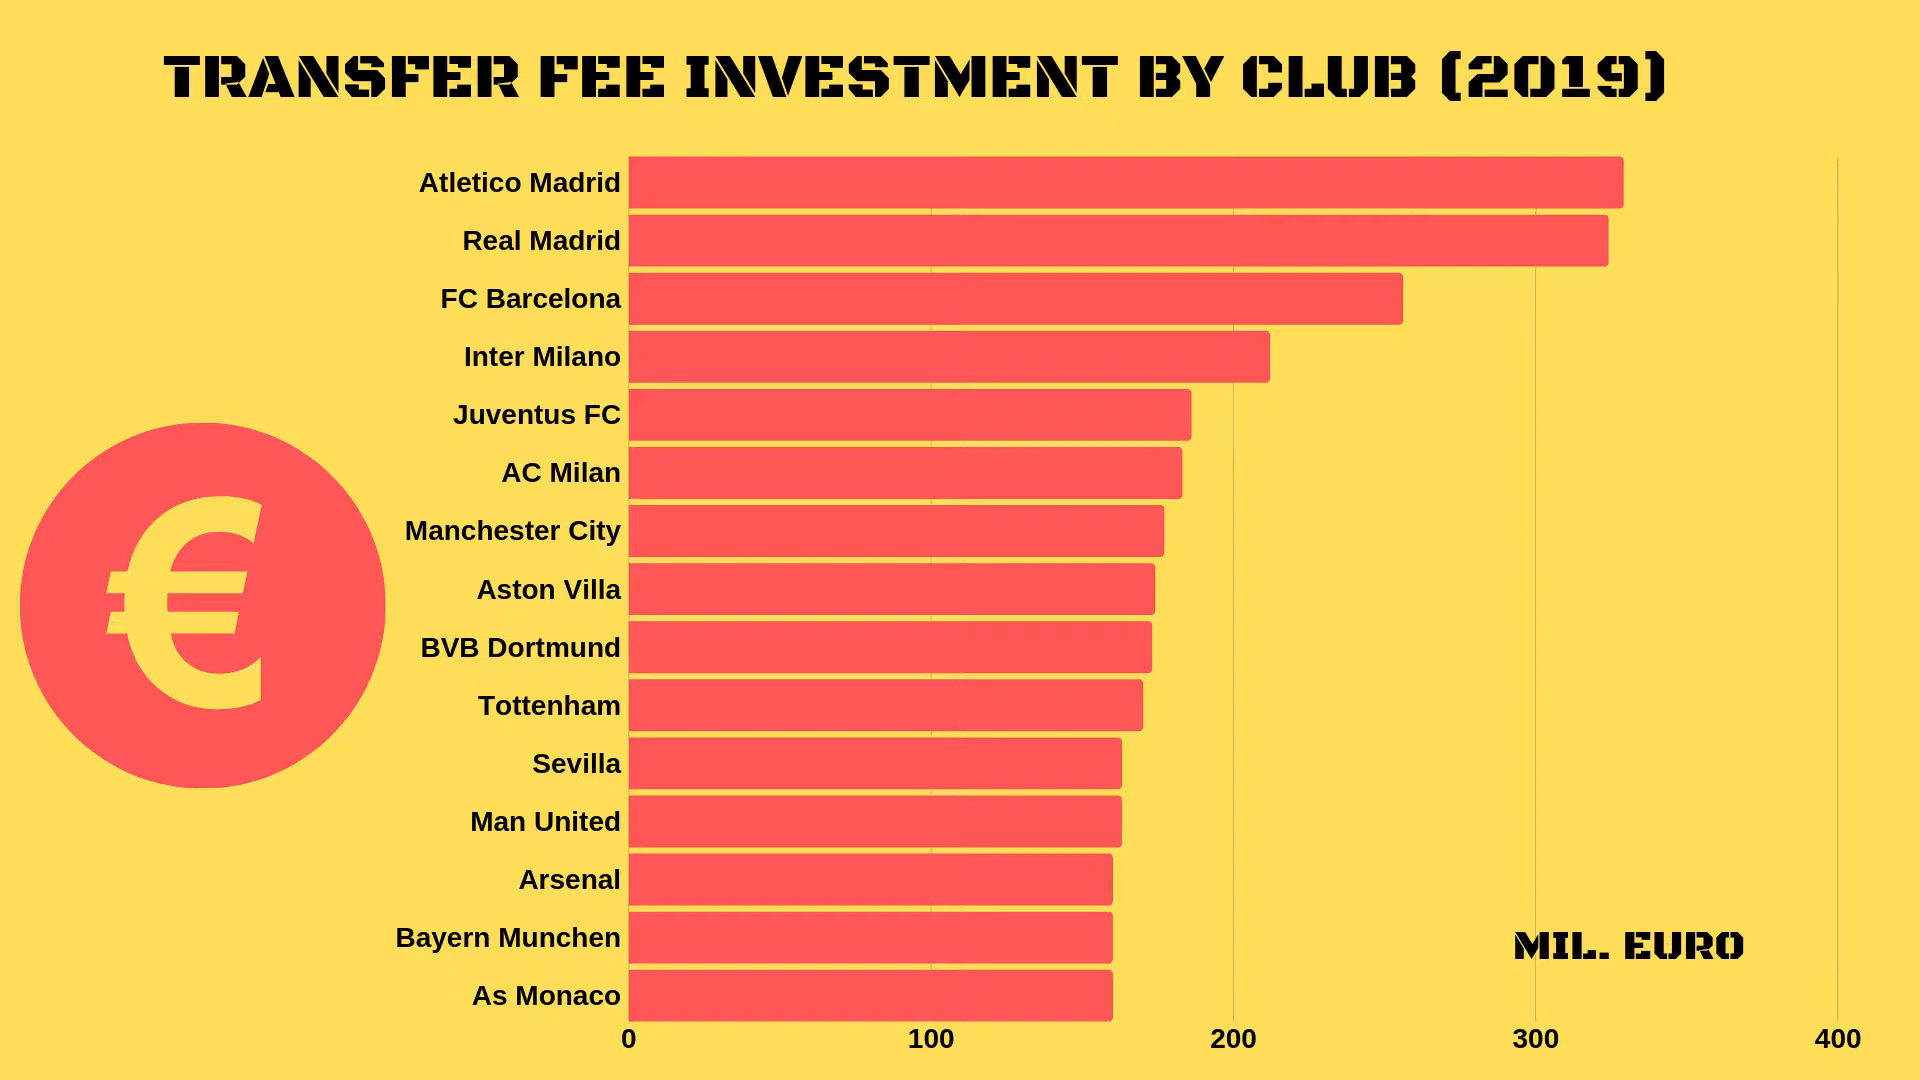 TRANSFER FEE INVESTMENT BY CLUB (2019)
Atletico Madrid
Real Madrid
FC Barcelona
Inter Milano
Juventus FC
AC Milan
Manchester City
Aston Villa
BVB Dortmund
Tottenham
Sevilla
Man United
Arsenal
Bayern Munchen
As Monaco
€
MIL. EURO
0 100 200 300 400